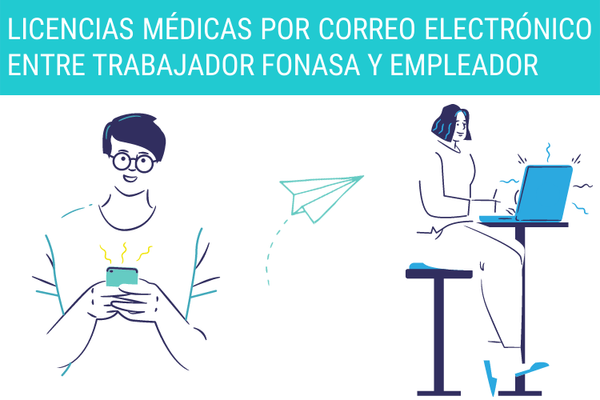 LICENCIAS MÉDICAS POR CORREO ELECTRÓNICO
ENTRE TRABAJADOR FONASA Y EMPLEADOR